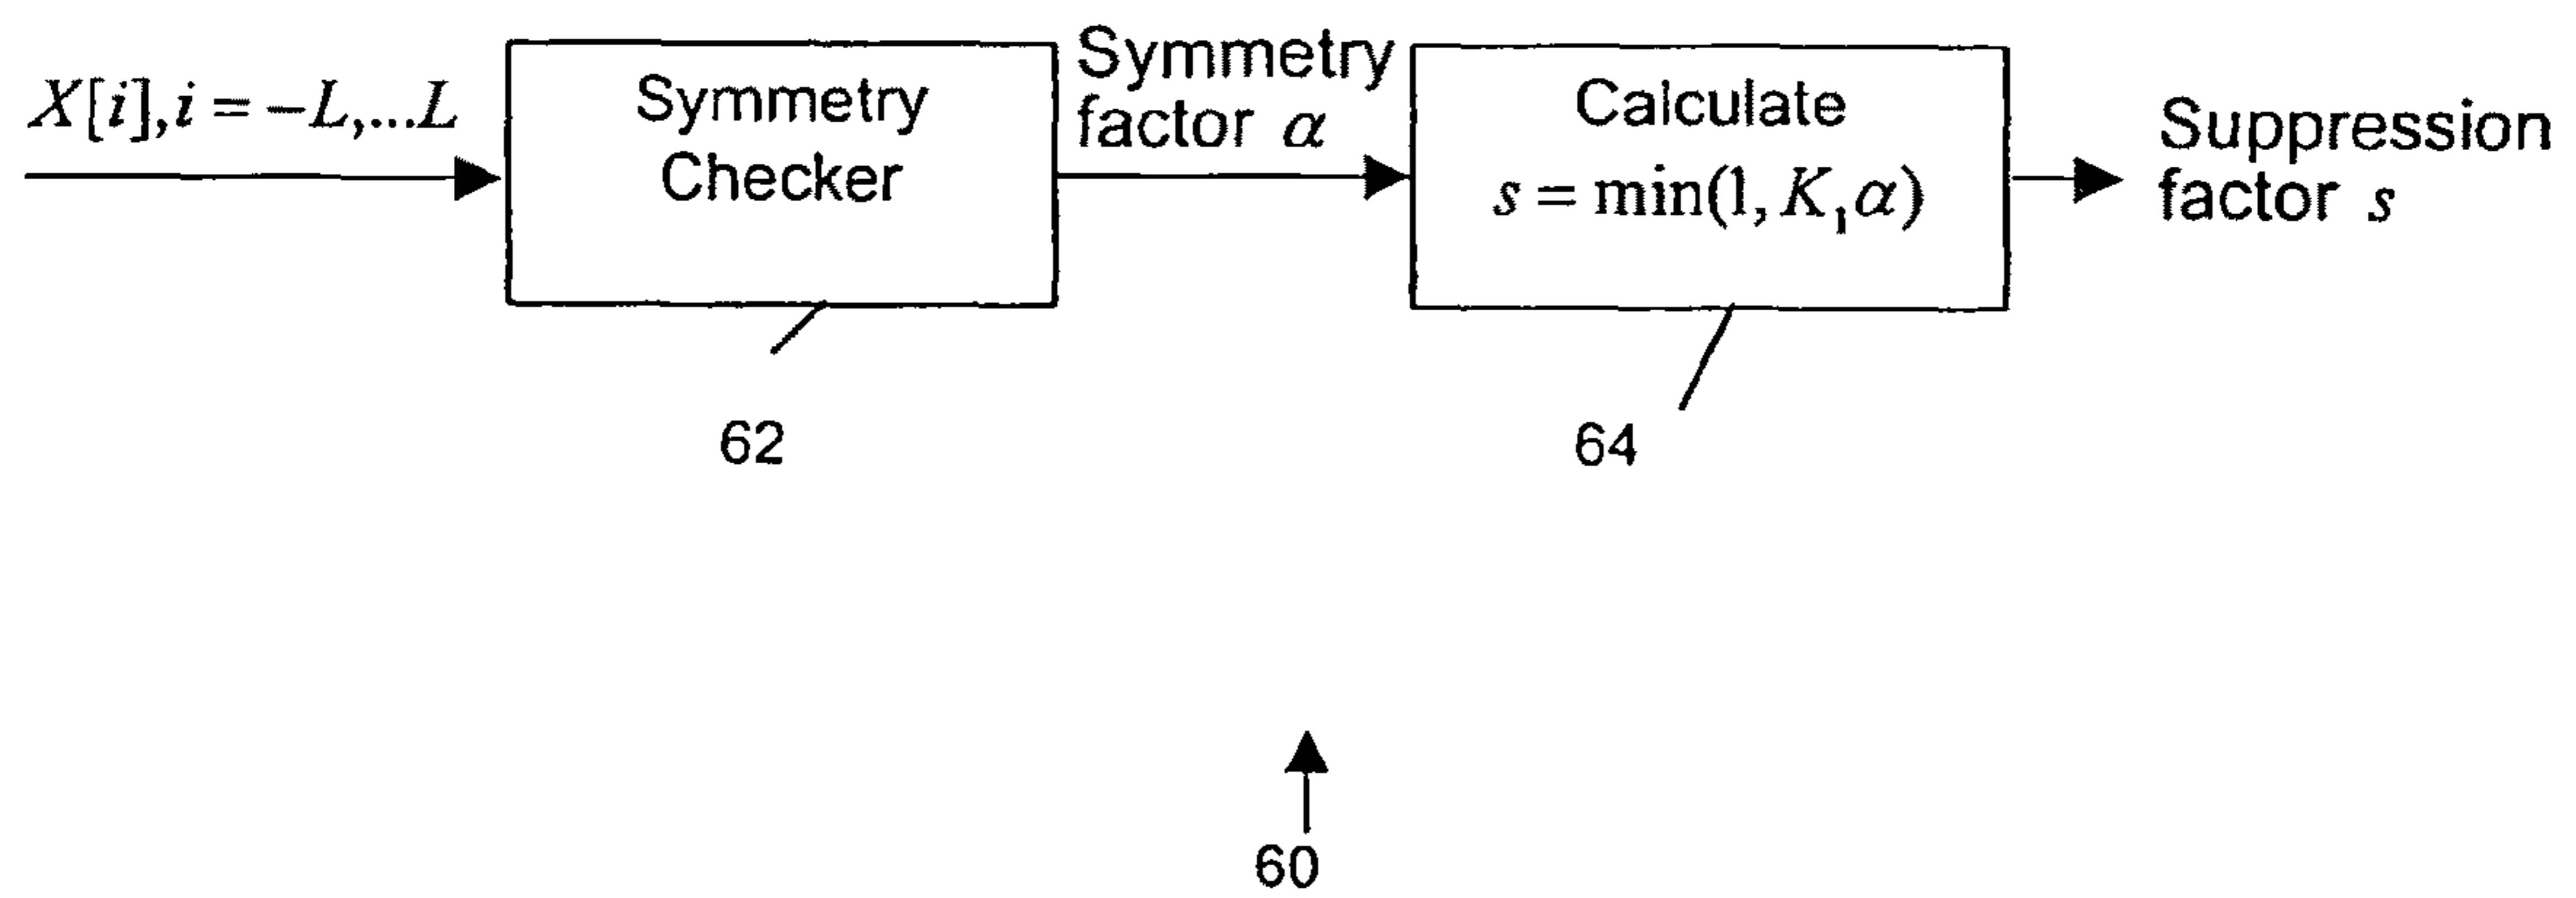 X[i], i = −L,...L
Symmetry
Checker
Symmetry
factor α
Calculate
s = min(1, K₁α)
Suppression
factor s
62
64
60